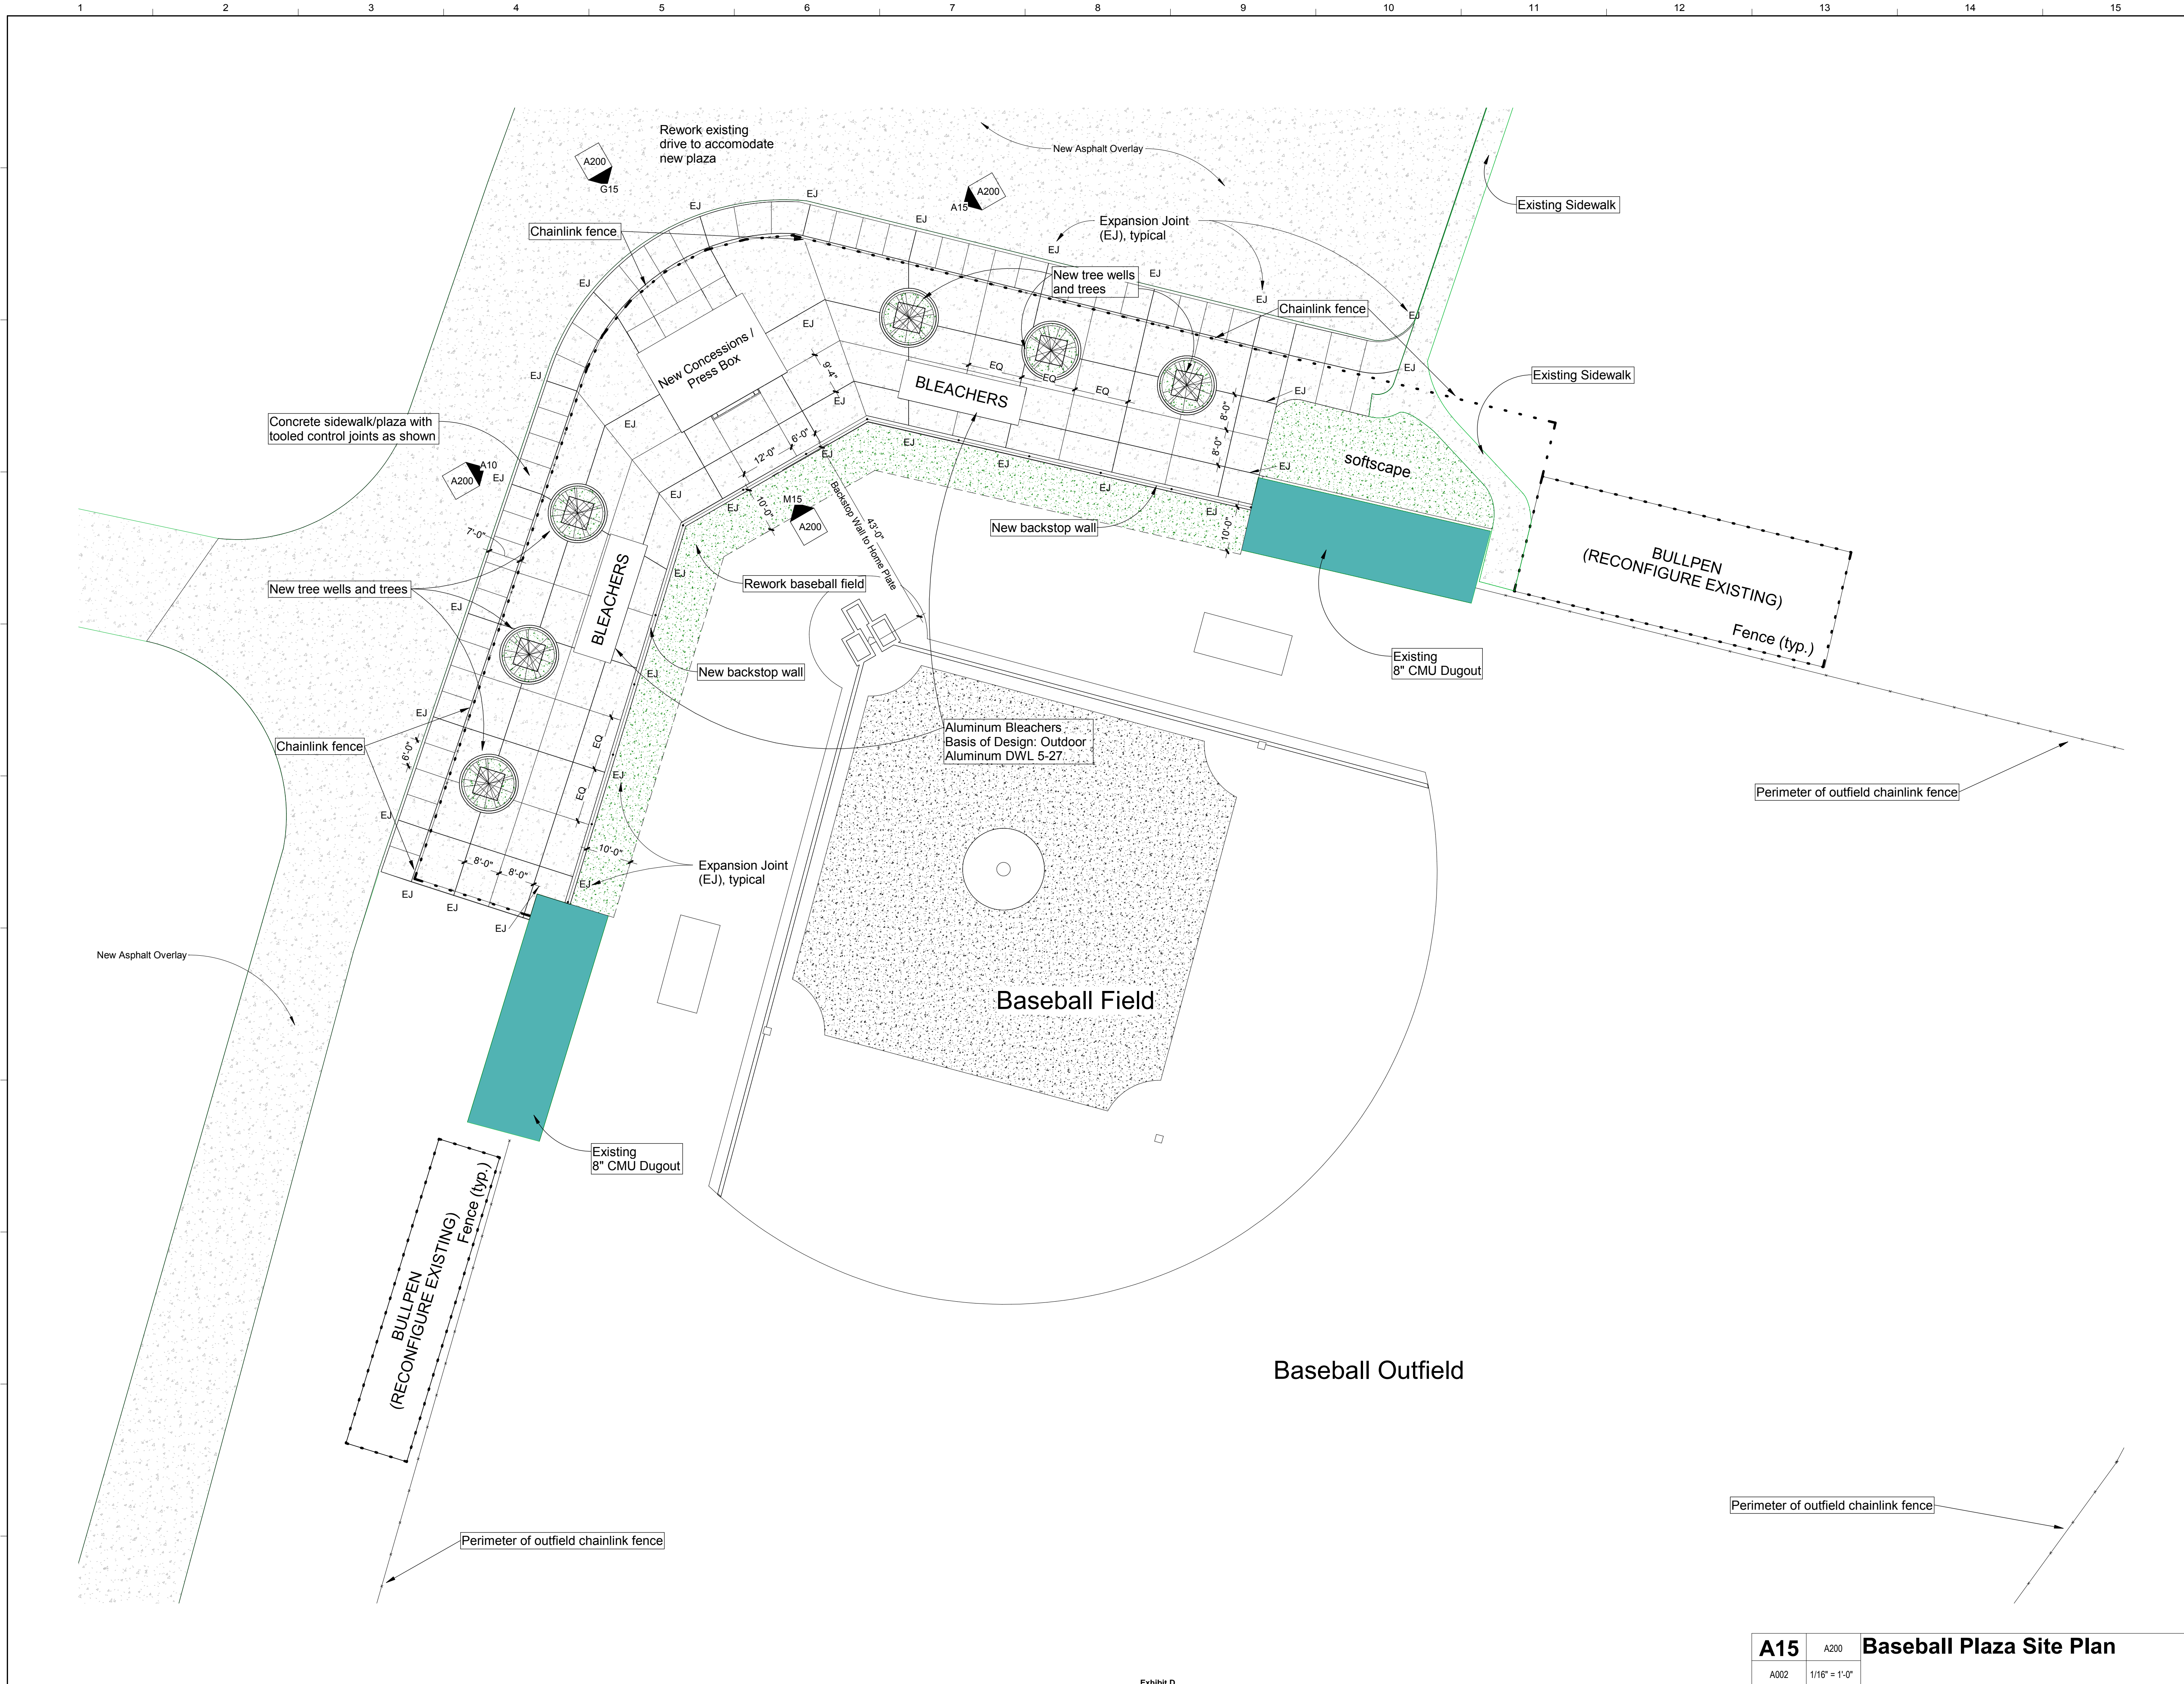 1 2 3 4 5 6 7 8 9 10 11 12 13 14 15
Rework existing
drive to accomodate
new plaza
New Asphalt Overlay
A200
G15
A200
A15
EJ
EJ
EJ
Expansion Joint
(EJ), typical
Existing Sidewalk
Chainlink fence
EJ
EJ
New tree wells
and trees
EJ
EJ
EJ
Chainlink fence
EJ
EJ
New Concessions /
Press Box
9'-4"
EQ
EQ
EQ
EJ
EJ
EJ
Existing Sidewalk
BLEACHERS
8'-0"
8'-0"
Concrete sidewalk/plaza with
tooled control joints as shown
EJ
EJ
12'-0"
6'-0"
EJ
EJ
EJ
EJ
softscape
A10
A200
EJ
EJ
EJ
10'-0"
M15
A200
Backstop Wall to Home Plate
43'-0"
EJ
EJ
10'-0"
New backstop wall
BULLPEN
(RECONFIGURE EXISTING)
Fence (typ.)
7'-0"
New tree wells and trees
EJ
EJ
BLEACHERS
Rework baseball field
New backstop wall
EJ
Existing
8" CMU Dugout
EJ
Chainlink fence
6'-0"
EQ
EQ
EJ
EJ
Aluminum Bleachers
Basis of Design: Outdoor
Aluminum DWL 5-27
Perimeter of outfield chainlink fence
10'-0"
8'-0"
8'-0"
EJ
Expansion Joint
(EJ), typical
EJ
EJ
EJ
New Asphalt Overlay
Baseball Field
Existing
8" CMU Dugout
BULLPEN
(RECONFIGURE EXISTING)
Fence (typ.)
Baseball Outfield
Perimeter of outfield chainlink fence
Perimeter of outfield chainlink fence
A15 A200 Baseball Plaza Site Plan
A002 1/16" = 1'-0"
Exhibit D